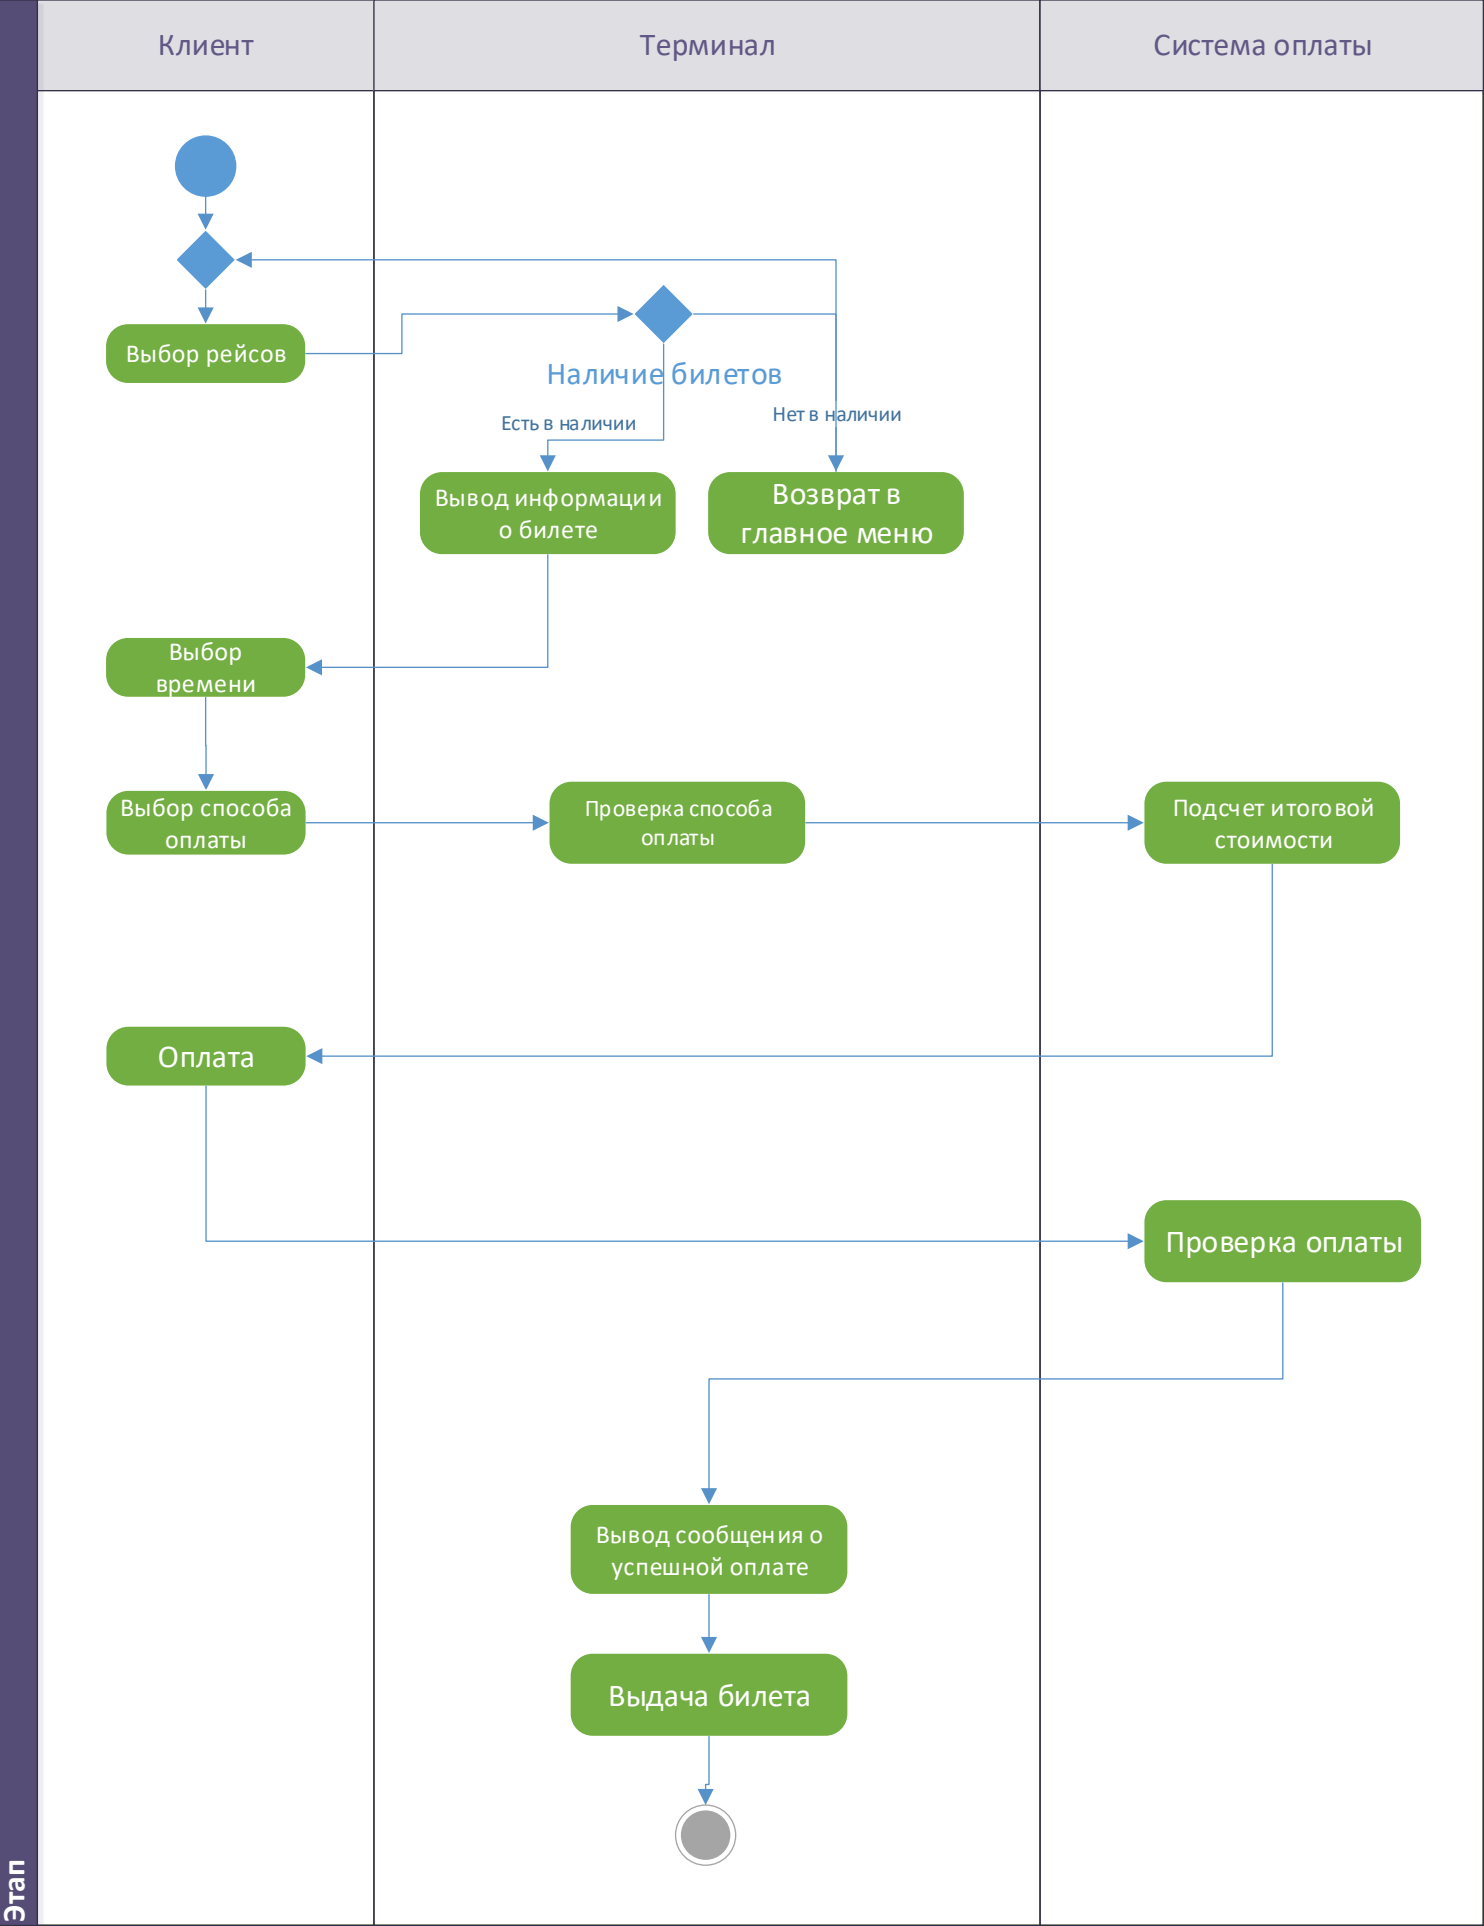 Клиент
Терминал
Система оплаты
Выбор рейсов
Наличие билетов
Есть в наличии
Нет в наличии
Вывод информации
о билете
Возврат в
главное меню
Выбор
времени
Выбор способа
оплаты
Проверка способа
оплаты
Подсчет итоговой
стоимости
Оплата
Проверка оплаты
Вывод сообщения о
успешной оплате
Выдача билета
Этап